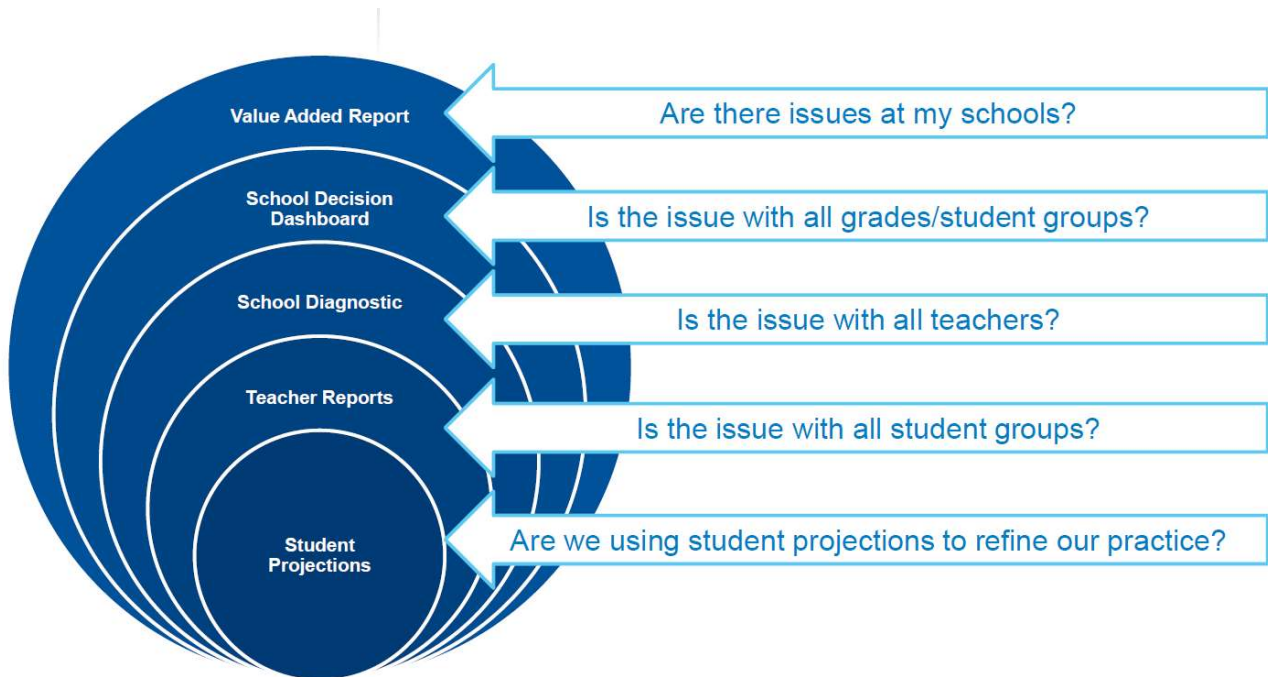 Value Added Report
Are there issues at my schools?
School Decision
Dashboard
Is the issue with all grades/student groups?
School Diagnostic
Is the issue with all teachers?
Teacher Reports
Is the issue with all student groups?
Student
Projections
Are we using student projections to refine our practice?